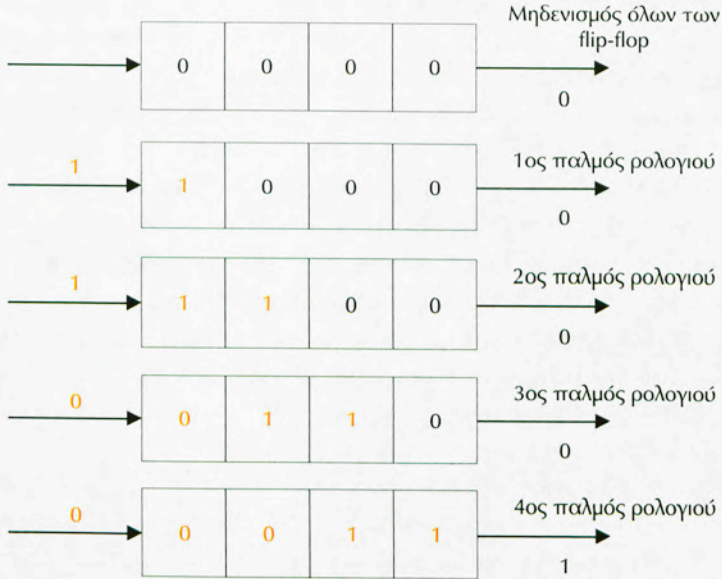 Μηδενισμός όλων των
flip-flop
0 0 0 0
0
1
1ος παλμός ρολογιού
1 0 0 0
0
1
2ος παλμός ρολογιού
1 1 0 0
0
0
3ος παλμός ρολογιού
0 1 1 0
0
0
4ος παλμός ρολογιού
0 0 1 1
1